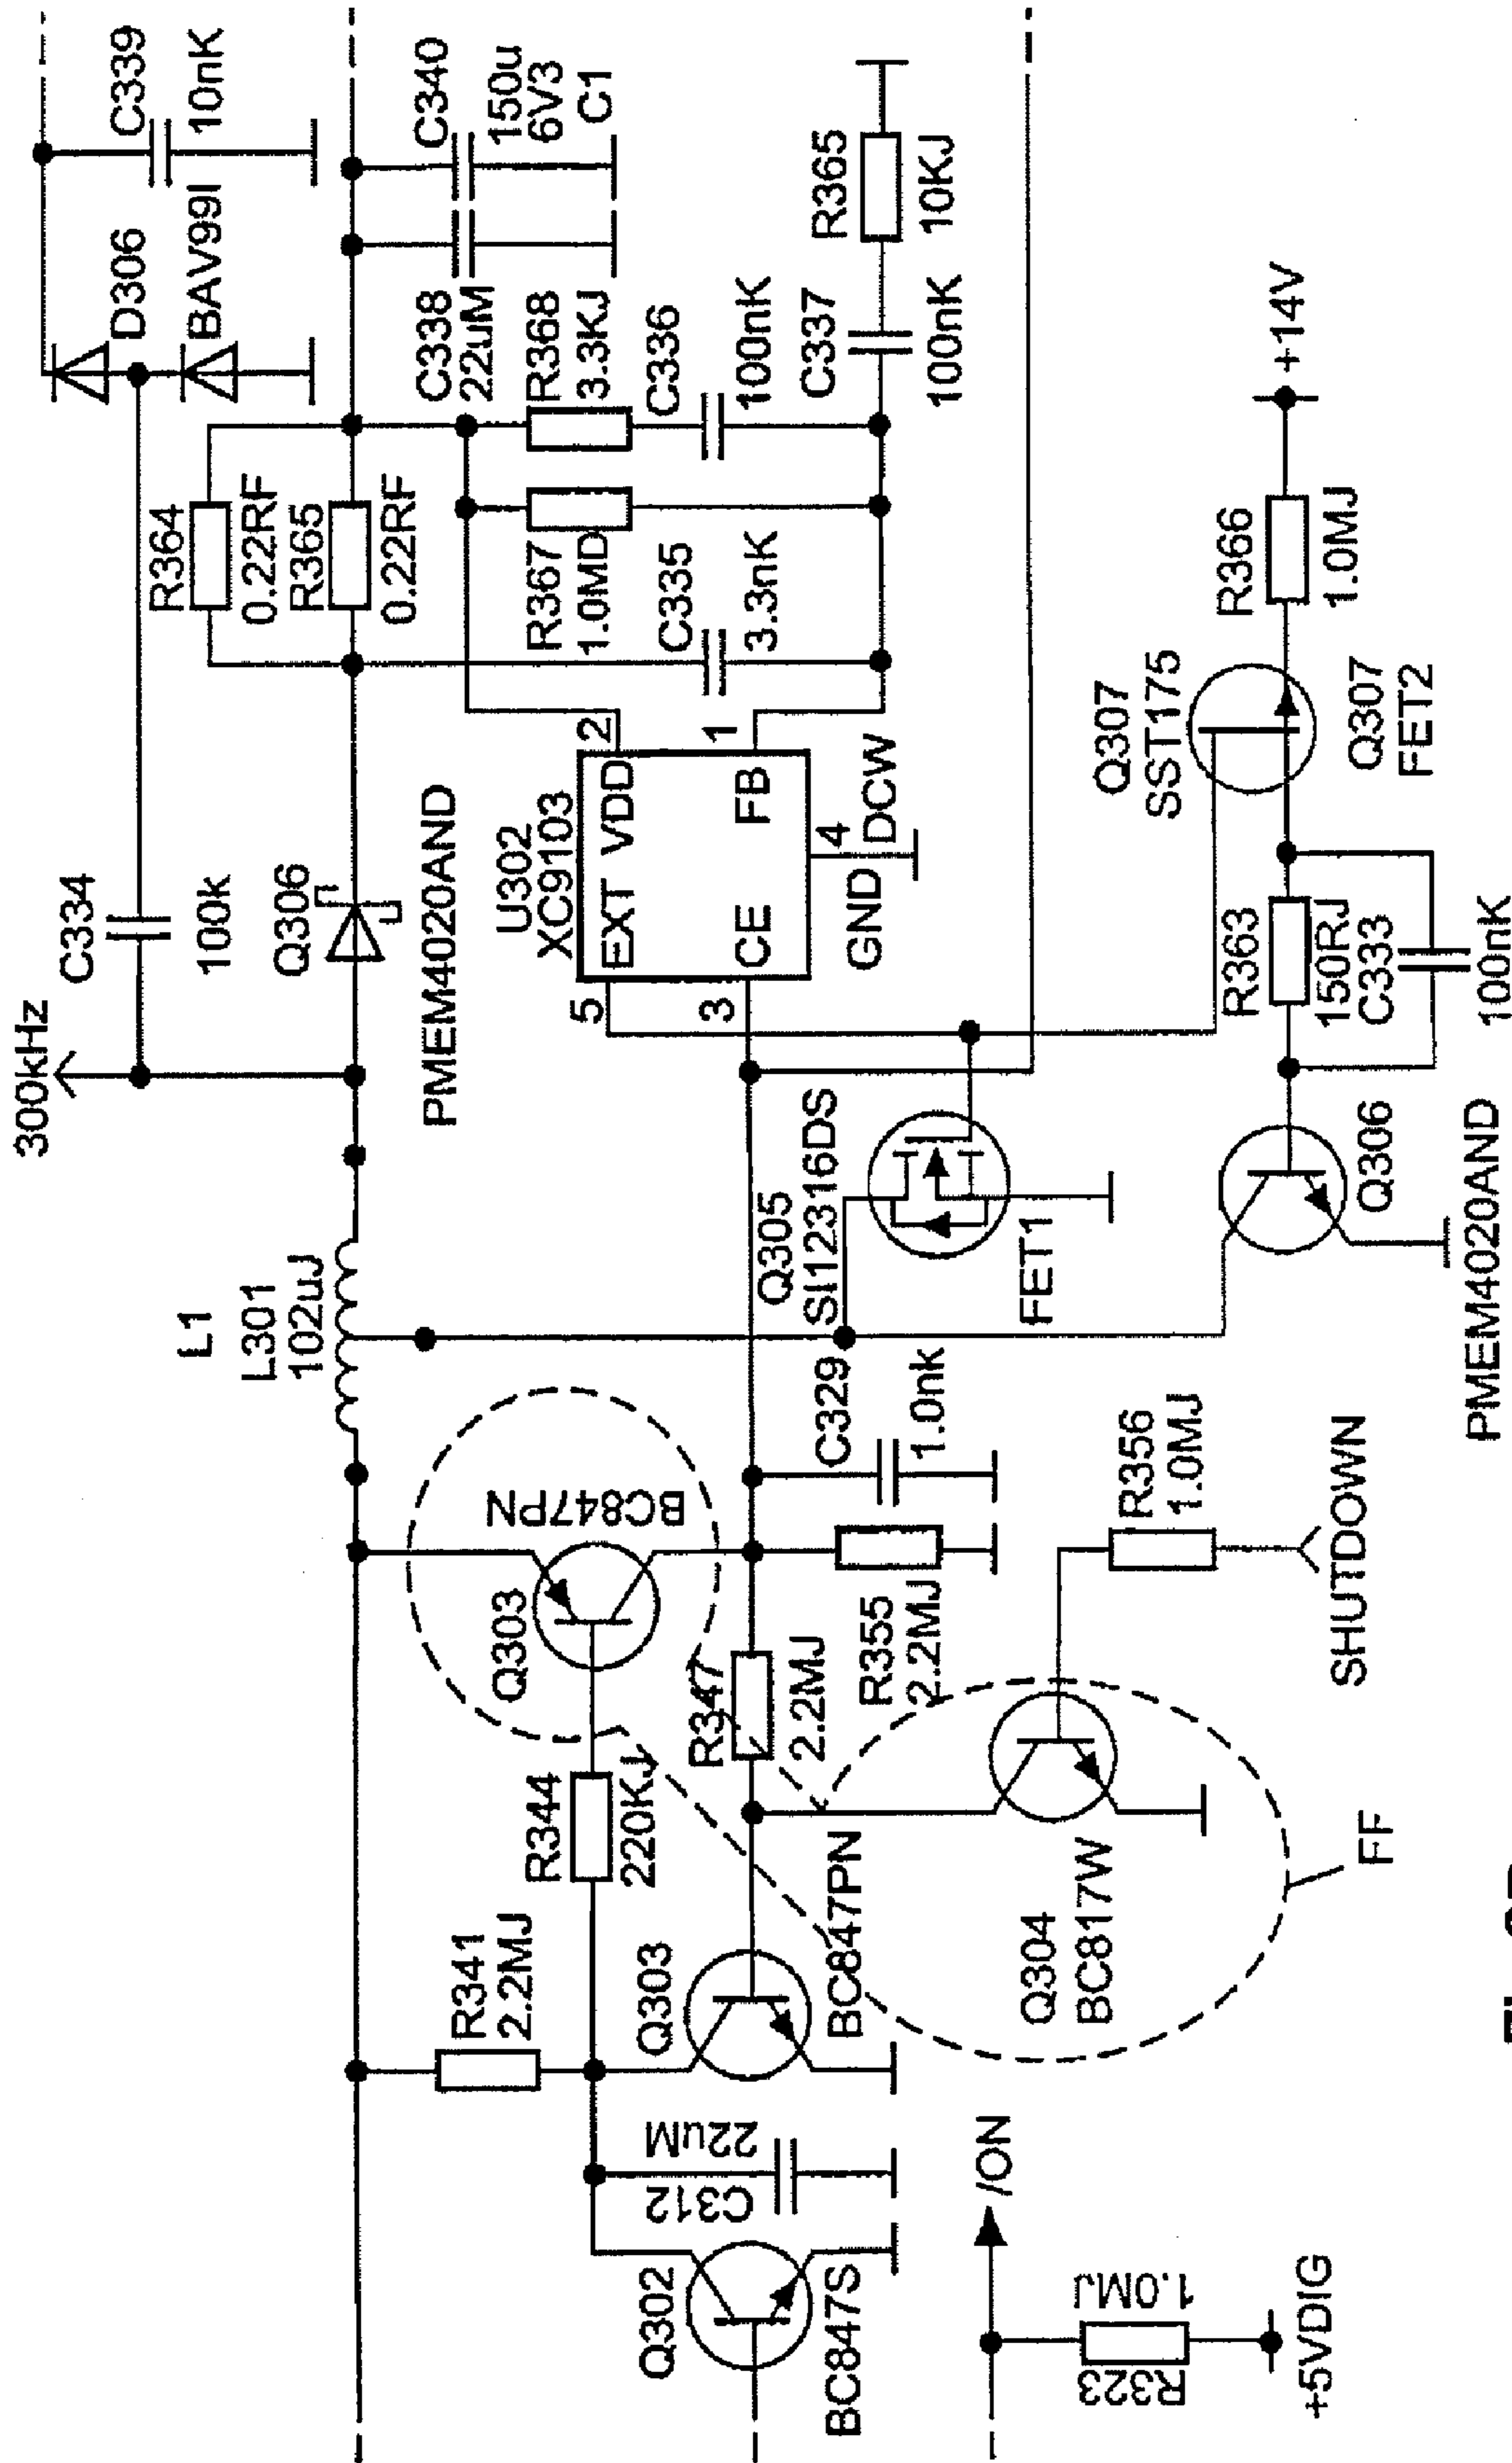 300kHz
C334
100k
D306
BAV99I
C339
10nK
L1
L301
102uJ
Q306
PMEM4020AND
R364
0.22RF
R365
0.22RF
C338
22uM
C340
150u
6V3
C1
R341
2.2MJ
R344
220KJ
Q303
BC847PN
U302
XC9103
EXT VDD
CE FB
5
2
3
1
4
GND
DCW
R367
1.0MD
R368
3.3KJ
C335
3.3nK
C336
100nK
C337
100nK
R365
10KJ
Q302
BC847S
C312
22uM
Q303
BC847PN
R347
2.2MJ
R355
2.2MJ
C329
1.0nk
Q305
SI12316DS
FET1
/ON
R323
1.0MJ
+5VDIG
Q304
BC817W
R356
1.0MJ
SHUTDOWN
FF
Q306
PMEM4020AND
R363
150RJ
C333
100nK
Q307
SST175
Q307
FET2
R366
1.0MJ
+14V